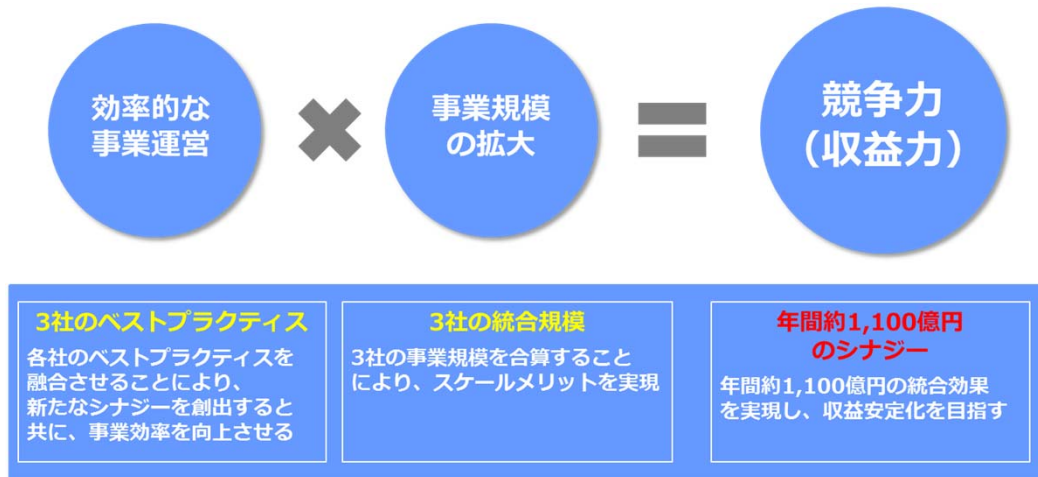 効率的な
事業運営
×
事業規模
の拡大
=
競争力
(収益力)
3社のベストプラクティス
各社のベストプラクティスを
融合させることにより、
新たなシナジーを創出すると
共に、事業効率を向上させる
3社の統合規模
3社の事業規模を合算すること
により、スケールメリットを実現
年間約1,100億円
のシナジー
年間約1,100億円の統合効果
を実現し、収益安定化を目指す